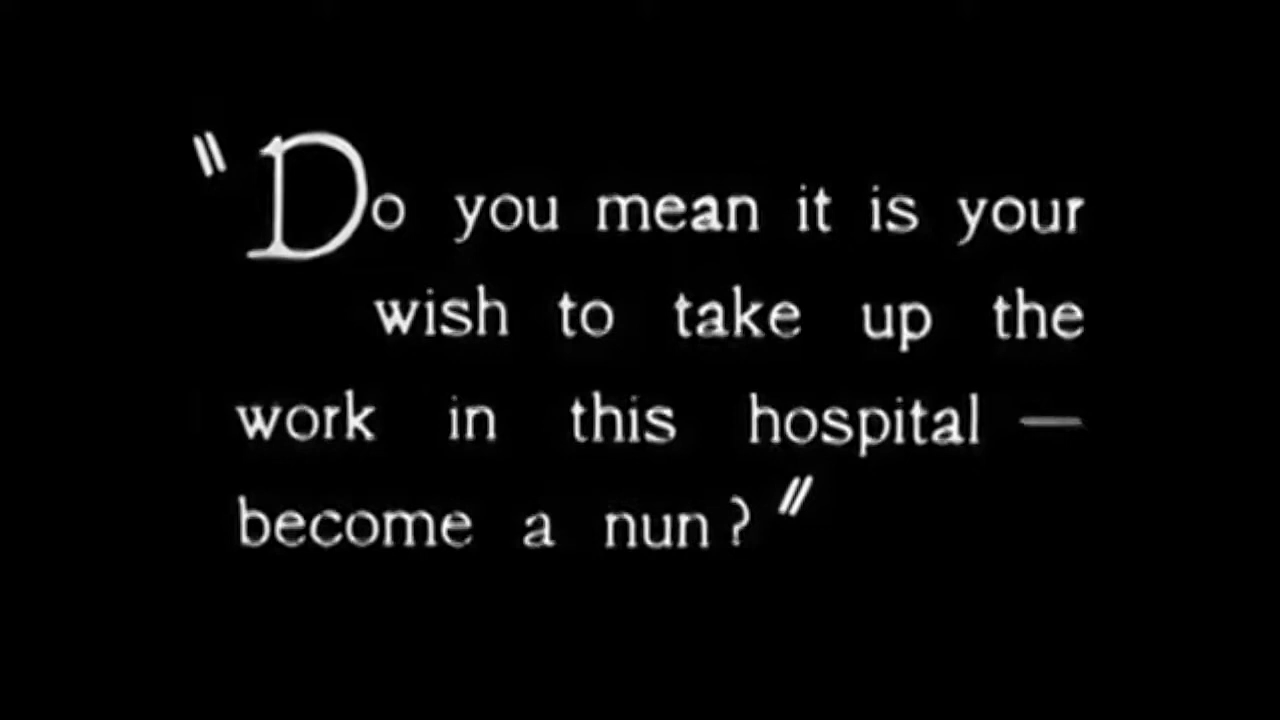 "Do you mean it is your
wish to take up the
work in this hospital —
become a nun?"